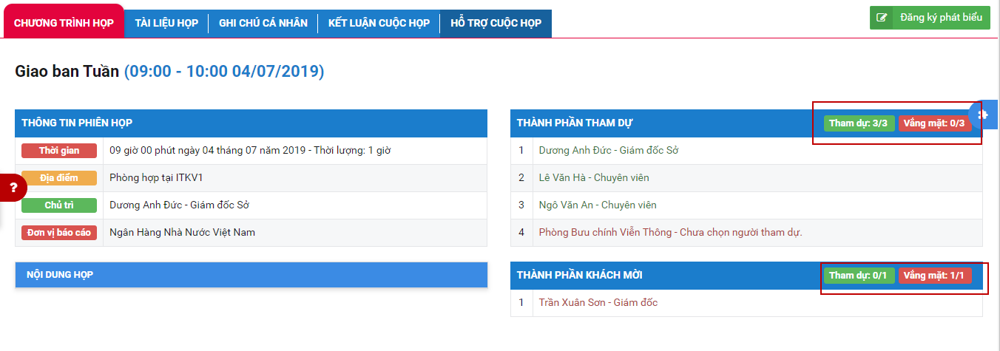 CHƯƠNG TRÌNH HỌP TÀI LIỆU HỌP GHI CHÚ CÁ NHÂN KẾT LUẬN CUỘC HỌP HỖ TRỢ CUỘC HỌP Đăng ký phát biểu
Giao ban Tuần (09:00 - 10:00 04/07/2019)
THÔNG TIN PHIÊN HỌP
Thời gian 09 giờ 00 phút ngày 04 tháng 07 năm 2019 - Thời lượng: 1 giờ
Địa điểm Phòng hợp tại ITKV1
?
Chủ trì Dương Anh Đức - Giám đốc Sở
Đơn vị báo cáo Ngân Hàng Nhà Nước Việt Nam
NỘI DUNG HỌP
THÀNH PHẦN THAM DỰ Tham dự: 3/3 Vắng mặt: 0/3
1 Dương Anh Đức - Giám đốc Sở
2 Lê Văn Hà - Chuyên viên
3 Ngô Văn An - Chuyên viên
4 Phòng Bưu chính Viễn Thông - Chưa chọn người tham dự.
THÀNH PHẦN KHÁCH MỜI Tham dự: 0/1 Vắng mặt: 1/1
1 Trần Xuân Sơn - Giám đốc